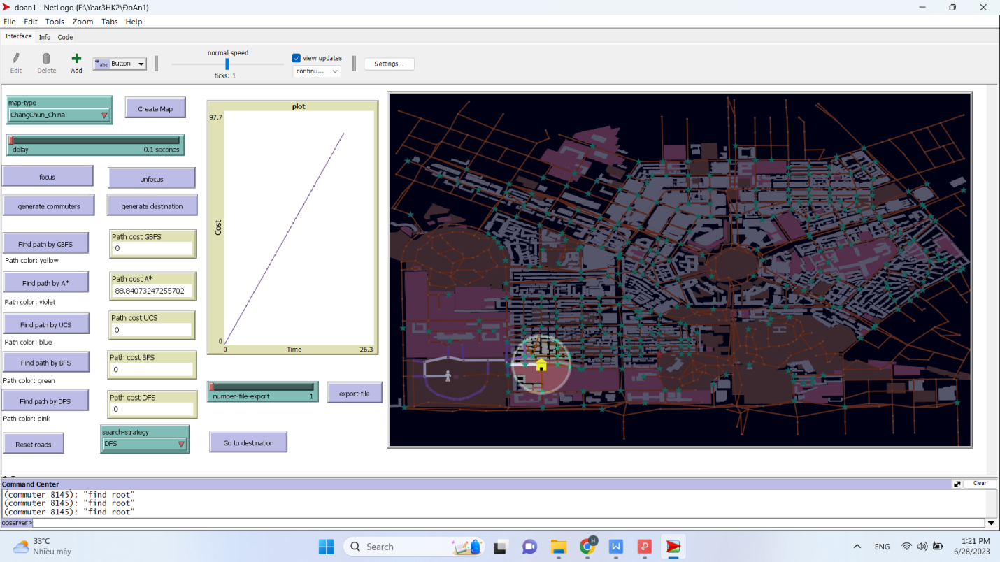 doan1 - NetLogo {E:\Year3HK2\ĐoAn1}
File Edit Tools Zoom Tabs Help
Interface Info Code
Edit Delete Add abc Button
normal speed
ticks: 1
view updates
continu...
Settings...
map-type
ChangChun_China
Create Map
delay 0.1 seconds
focus unfocus
generate commuters generate destination
Find path by GBFS
Path color: yellow
Path cost GBFS
0
Find path by A*
Path color: violet
Path cost A*
88.84073247255702
Find path by UCS
Path color: blue
Path cost UCS
0
Find path by BFS
Path color: green
Path cost BFS
0
Find path by DFS
Path color: pink
Path cost DFS
0
Reset roads
search-strategy
DFS
plot
97.7
Cost
0
0 Time 26.3
number-file-export 1
export-file
Go to destination
Command Center
Clear
(commuter 8145): "find root"
(commuter 8145): "find root"
(commuter 8145): "find root"
observer>
33°C
Nhiều mây
Search
H
ENG
1:21 PM
6/28/2023